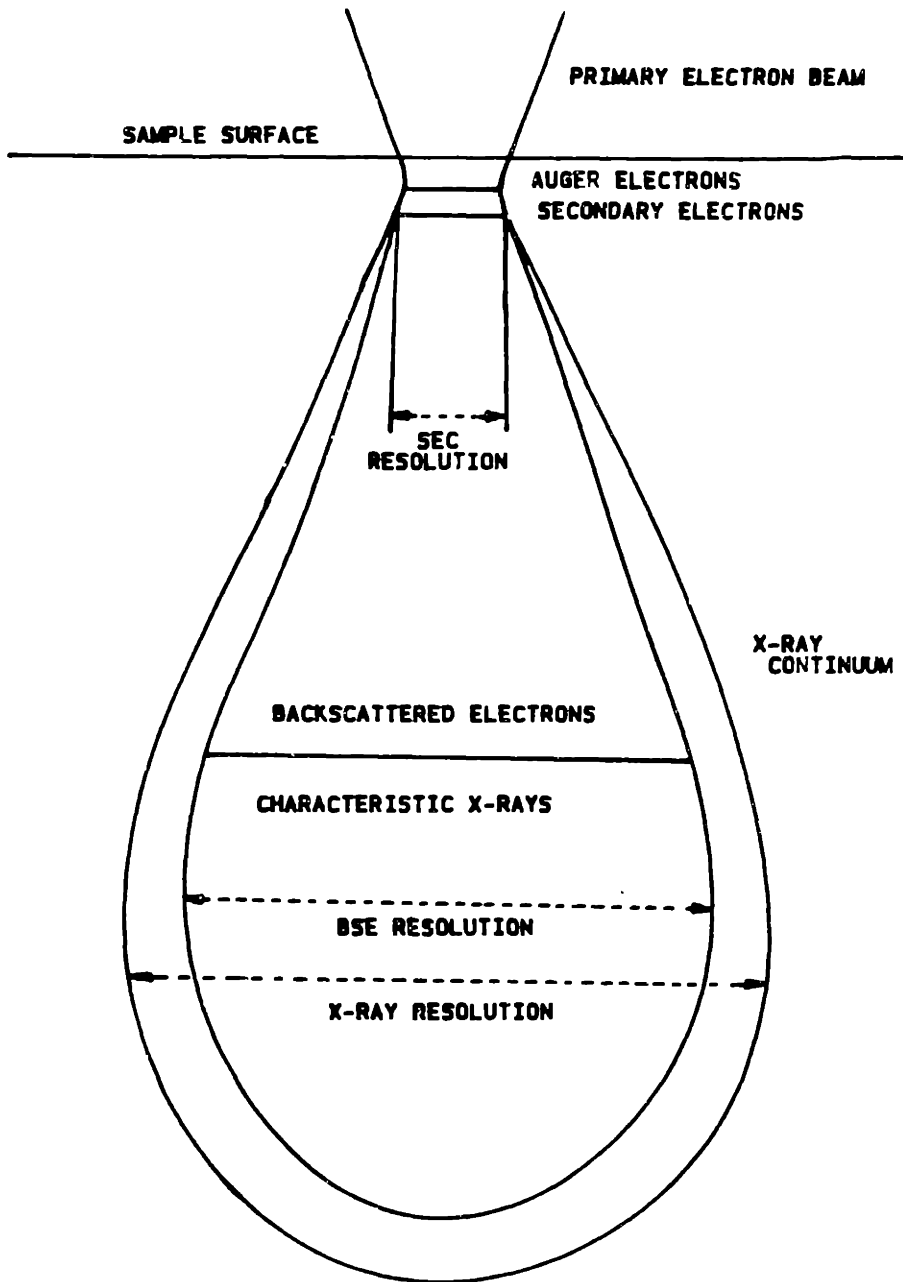 PRIMARY ELECTRON BEAM
SAMPLE SURFACE
AUGER ELECTRONS
SECONDARY ELECTRONS
SEC
RESOLUTION
X-RAY
CONTINUUM
BACKSCATTERED ELECTRONS
CHARACTERISTIC X-RAYS
BSE RESOLUTION
X-RAY RESOLUTION